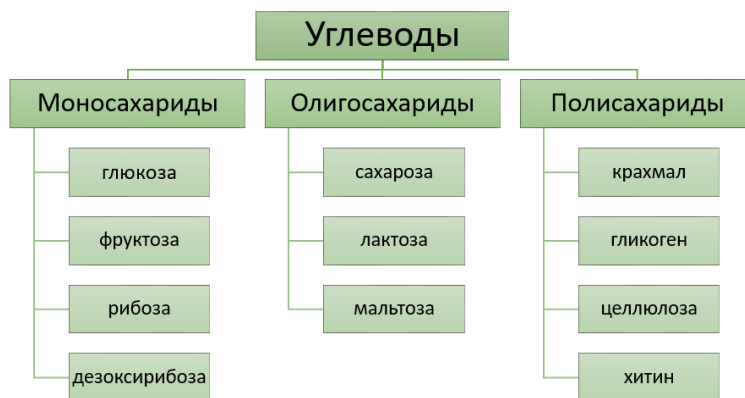 Углеводы
Моносахариды
глюкоза
фруктоза
рибоза
дезоксирибоза
Олигосахариды
сахароза
лактоза
мальтоза
Полисахариды
крахмал
гликоген
целлюлоза
хитин